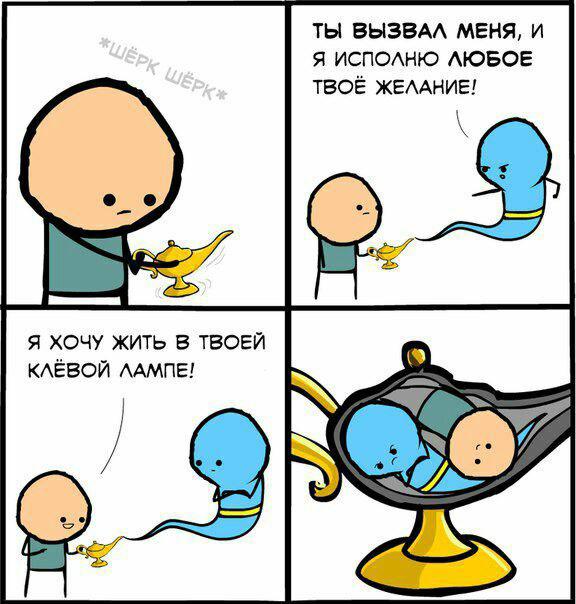 *ШЁРК ШЁРК*
ТЫ ВЫЗВАЛ МЕНЯ, И
Я ИСПОЛНЮ ЛЮБОЕ
ТВОЁ ЖЕЛАНИЕ!
Я ХОЧУ ЖИТЬ В ТВОЕЙ
КЛЁВОЙ ЛАМПЕ!